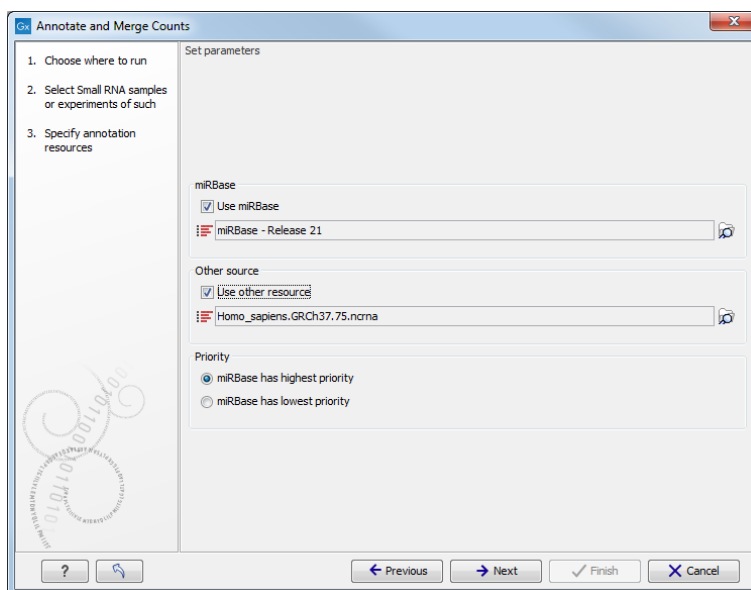 Gx Annotate and Merge Counts
X
1. Choose where to run
2. Select Small RNA samples
or experiments of such
3. Specify annotation
resources
Set parameters
miRBase
Use miRBase
miRBase - Release 21
Other source
Use other resource
Homo_sapiens.GRCh37.75.ncrna
Priority
miRBase has highest priority
miRBase has lowest priority
? Previous Next Finish Cancel